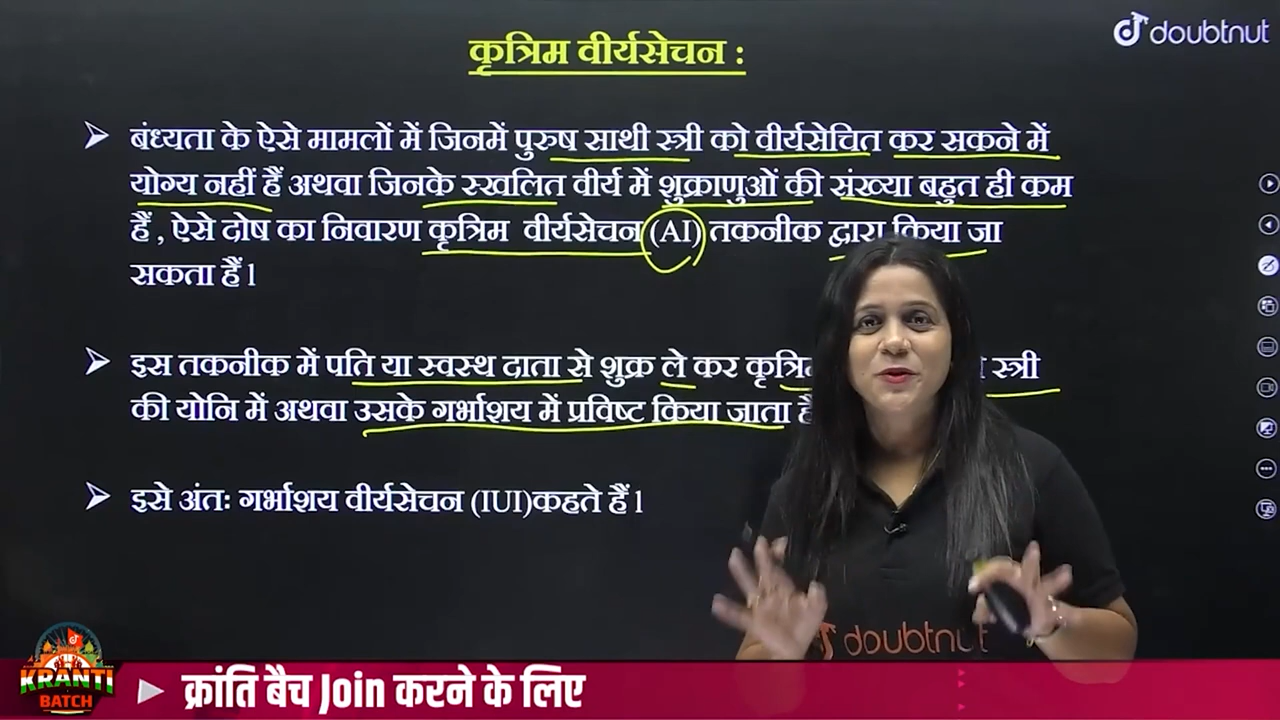 doubtnut
कृत्रिम वीर्यसेचन :
➤ बंध्यता के ऐसे मामलों में जिनमें पुरुष साथी स्त्री को वीर्यसेचित कर सकने में
योग्य नहीं हैं अथवा जिनके स्खलित वीर्य में शुक्राणुओं की संख्या बहुत ही कम
हैं , ऐसे दोष का निवारण कृत्रिम वीर्यसेचन (AI) तकनीक द्वारा किया जा
सकता हैं l
➤ इस तकनीक में पति या स्वस्थ दाता से शुक्र ले कर स्त्री
की योनि में अथवा उसके गर्भाशय में प्रविष्ट किया जाता
➤ इसे अंतः गर्भाशय वीर्यसेचन (IUI)कहते हैं l
doubtnut
KRANTI
BATCH
क्रांति बैच Join करने के लिए